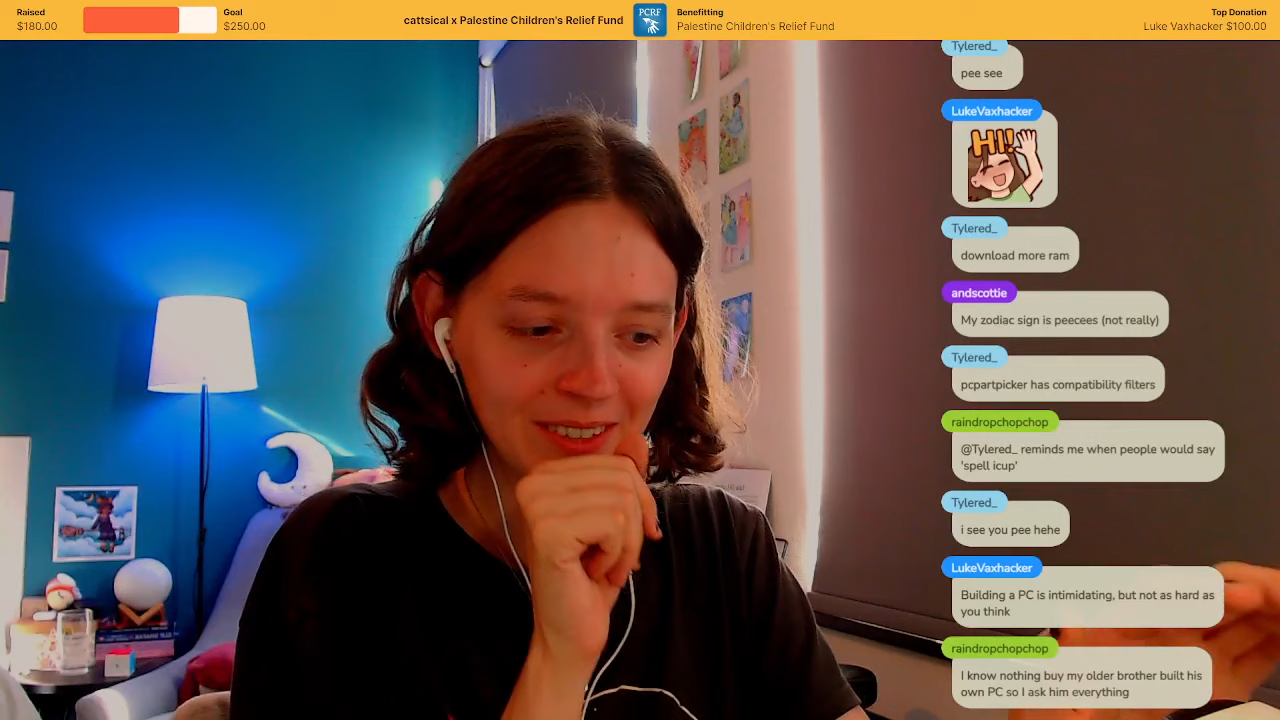 Raised
$180.00
Goal
$250.00
cattsical x Palestine Children's Relief Fund
PCRF
Benefitting
Palestine Children's Relief Fund
Top Donation
Luke Vaxhacker $100.00
Tylered_
pee see
LukeVaxhacker
HI!
Tylered_
download more ram
andscottie
My zodiac sign is peecees (not really)
Tylered_
pcpartpicker has compatibility filters
raindropchopchop
@Tylered_ reminds me when people would say
'spell icup'
Tylered_
i see you pee hehe
LukeVaxhacker
Building a PC is intimidating, but not as hard as
you think
raindropchopchop
I know nothing buy my older brother built his
own PC so I ask him everything